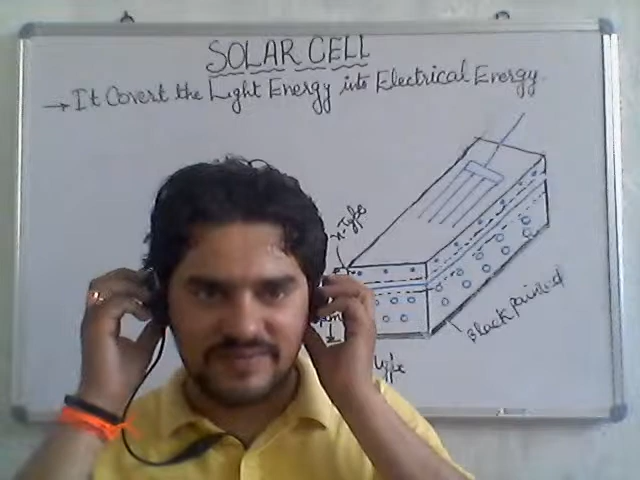 SOLAR CELL
→ It Covert the Light Energy into Electrical Energy.
n-Type
Black painted